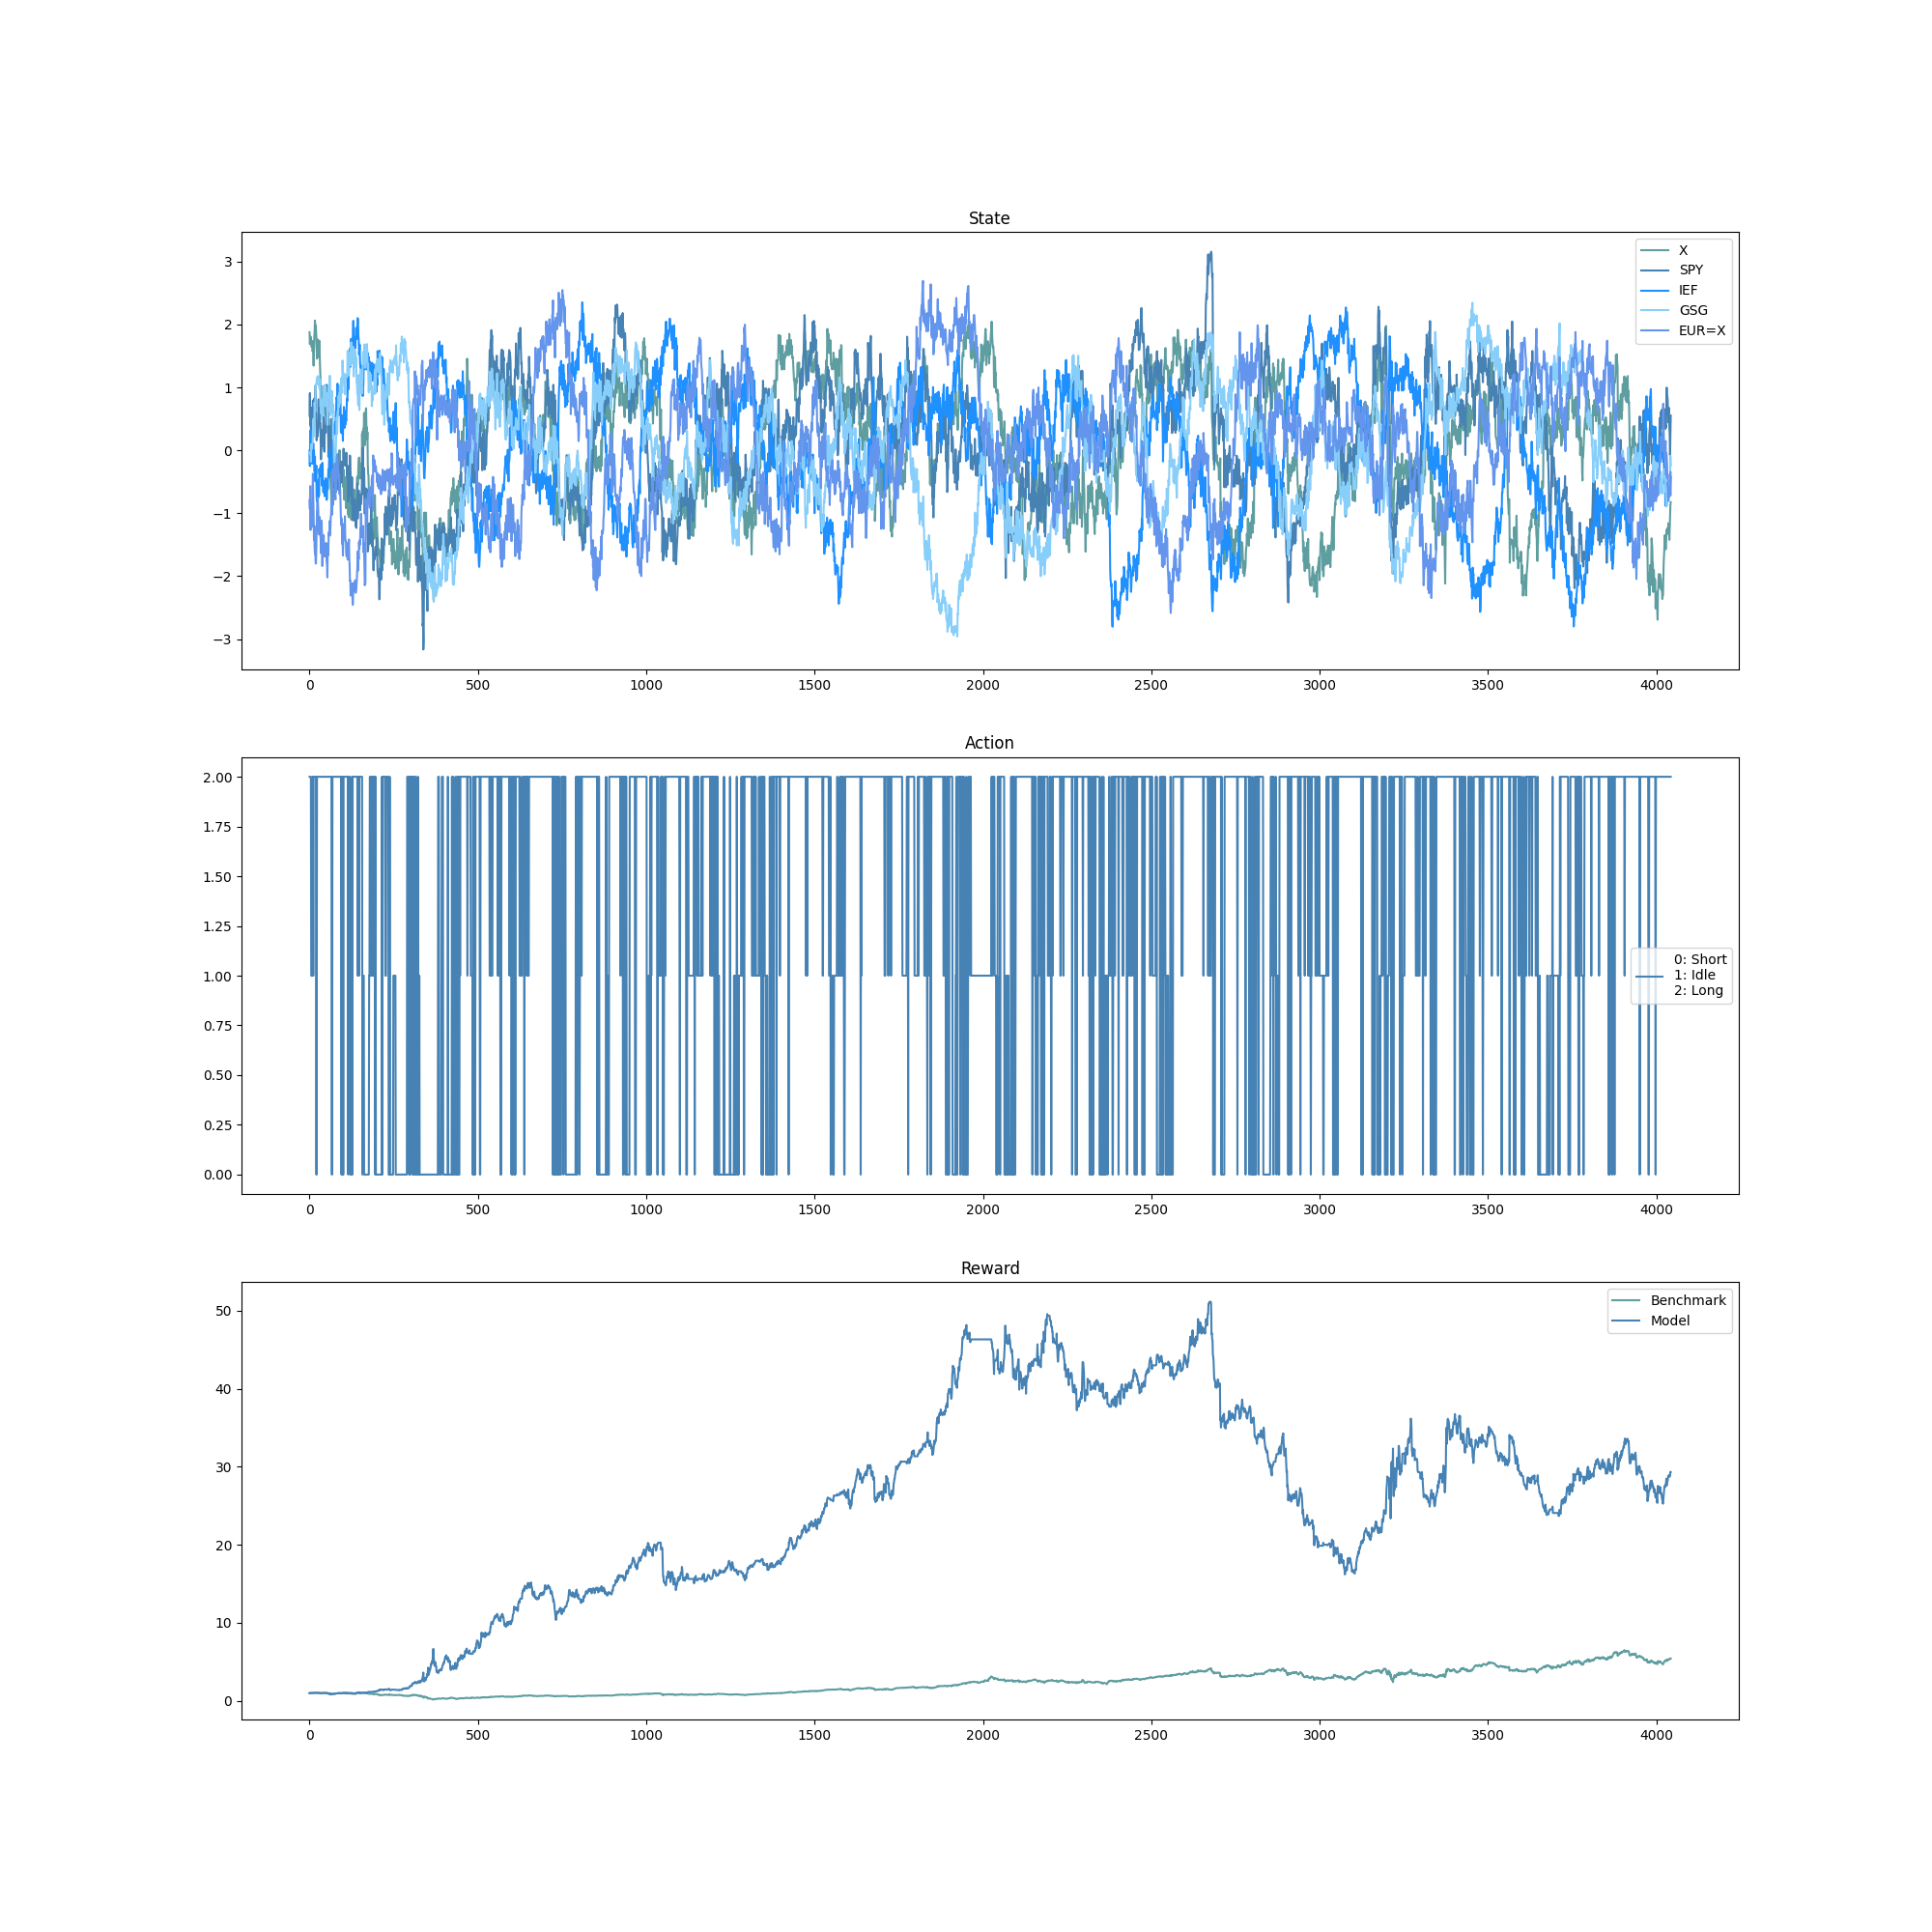 State
3
2
1
0
−1
−2
−3
X
SPY
IEF
GSG
EUR=X
0 500 1000 1500 2000 2500 3000 3500 4000
Action
2.00
1.75
1.50
1.25
1.00
0.75
0.50
0.25
0.00
0: Short
1: Idle
2: Long
0 500 1000 1500 2000 2500 3000 3500 4000
Reward
50
40
30
20
10
0
Benchmark
Model
0 500 1000 1500 2000 2500 3000 3500 4000